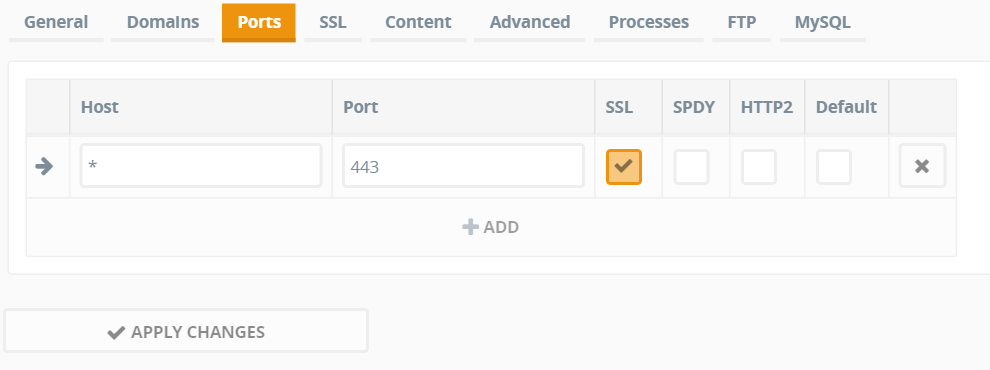 General Domains Ports SSL Content Advanced Processes FTP MySQL
Host Port SSL SPDY HTTP2 Default
* 443
ADD
APPLY CHANGES